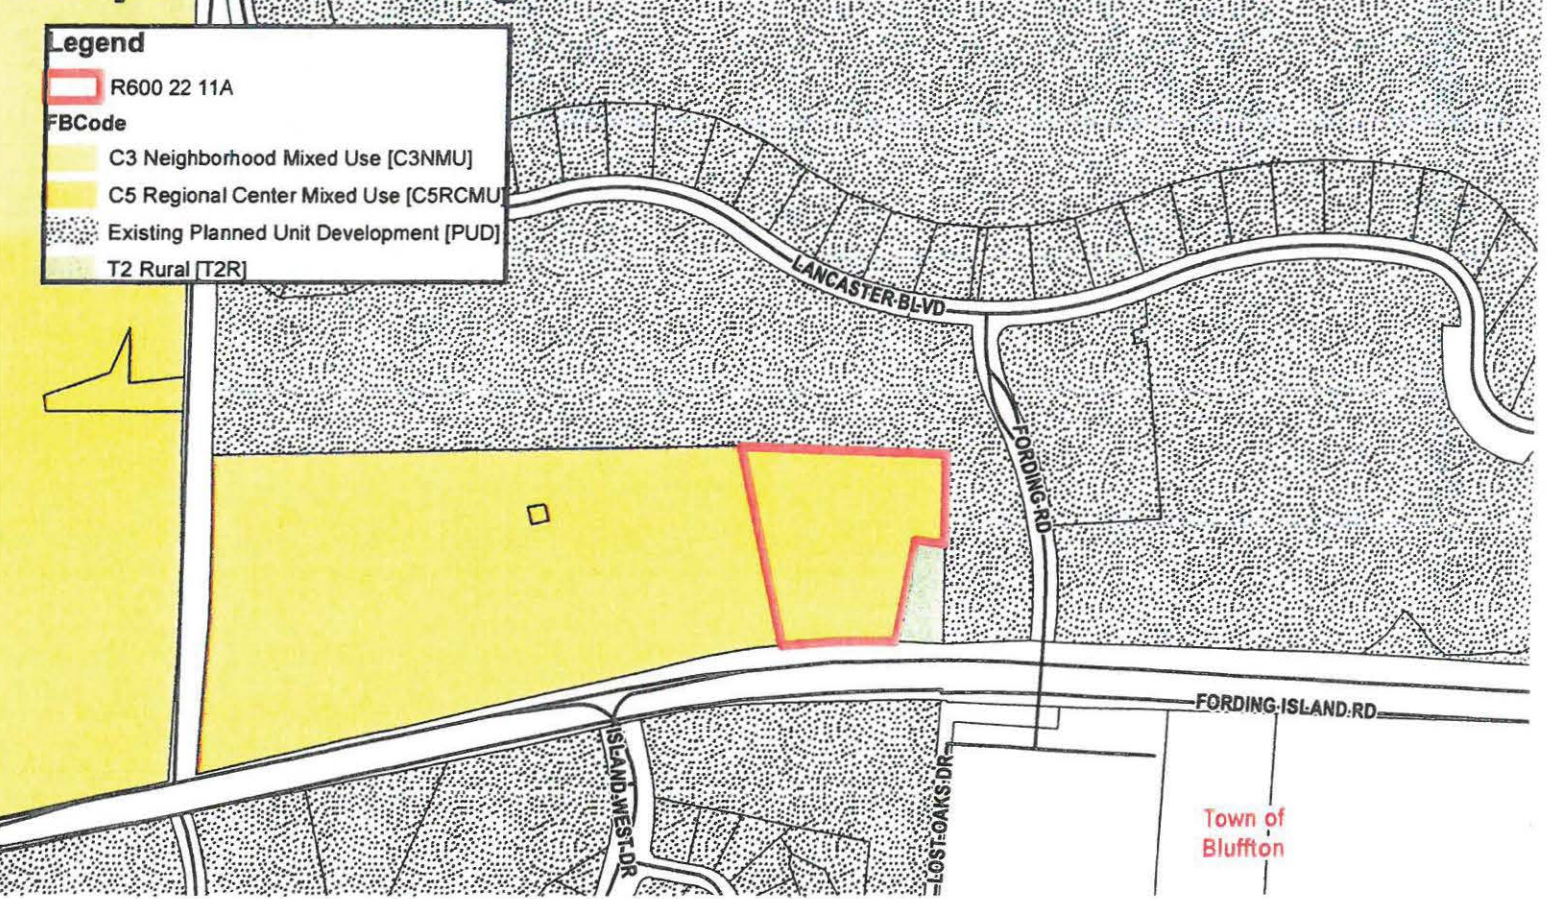 Legend
R600 22 11A
FBCode
C3 Neighborhood Mixed Use [C3NMU]
C5 Regional Center Mixed Use [C5RCMU]
Existing Planned Unit Development [PUD]
T2 Rural [T2R]
LANCASTER BLVD
FORDING RD
FORDING ISLAND RD
ISLAND WEST DR
LOST OAKS DR
Town of
Bluffton